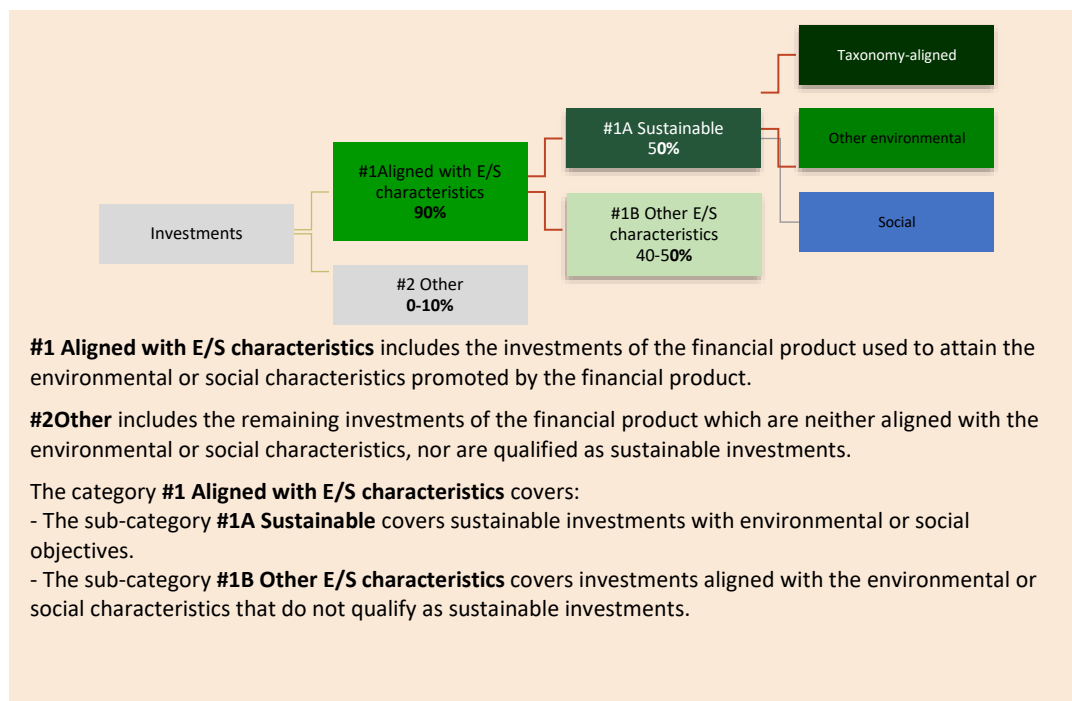 Taxonomy-aligned
#1A Sustainable
50%
Other environmental
#1Aligned with E/S
characteristics
90%
#1B Other E/S
characteristics
40-50%
Social
Investments
#2 Other
0-10%
#1 Aligned with E/S characteristics includes the investments of the financial product used to attain the
environmental or social characteristics promoted by the financial product.
#2Other includes the remaining investments of the financial product which are neither aligned with the
environmental or social characteristics, nor are qualified as sustainable investments.
The category #1 Aligned with E/S characteristics covers:
- The sub-category #1A Sustainable covers sustainable investments with environmental or social
objectives.
- The sub-category #1B Other E/S characteristics covers investments aligned with the environmental or
social characteristics that do not qualify as sustainable investments.